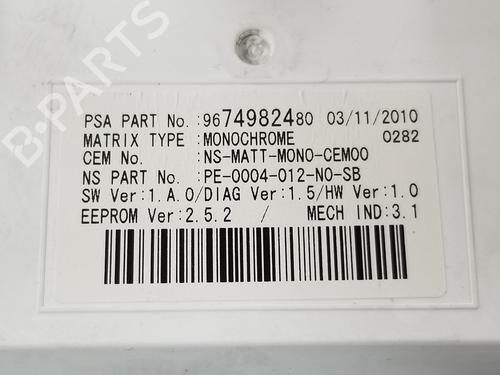 B-PARTS
PSA PART No. :9674982480 03/11/2010
MATRIX TYPE :MONOCHROME 0282
CEM No. :NS-MATT-MONO-CEM00
NS PART No. :PE-0004-012-NO-SB
SW Ver:1.A.0/DIAG Ver:1.5/HW Ver:1.0
EEPROM Ver:2.5.2 / MECH IND:3.1